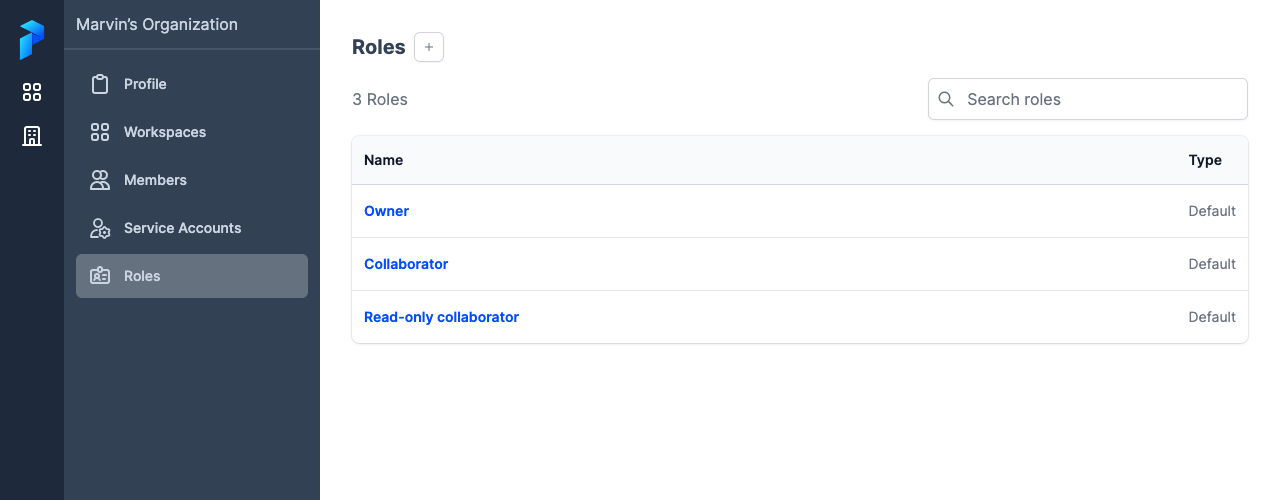 Marvin’s Organization
Profile
Workspaces
Members
Service Accounts
Roles
Roles
3 Roles
Search roles
Name Type
Owner Default
Collaborator Default
Read-only collaborator Default